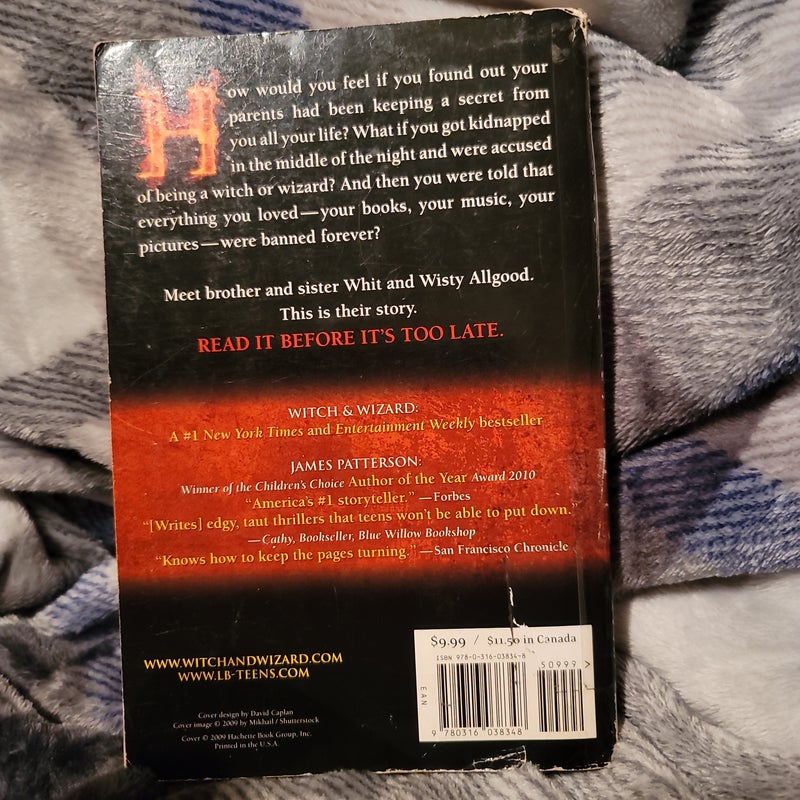 How would you feel if you found out your
parents had been keeping a secret from
you all your life? What if you got kidnapped
in the middle of the night and were accused
of being a witch or wizard? And then you were told that
everything you loved—your books, your music, your
pictures—were banned forever?
Meet brother and sister Whit and Wisty Allgood.
This is their story.
READ IT BEFORE IT'S TOO LATE.
WITCH & WIZARD:
A #1 New York Times and Entertainment Weekly bestseller
JAMES PATTERSON:
Winner of the Children's Choice Author of the Year Award 2010
"America's #1 storyteller." —Forbes
"[Writes] edgy, taut thrillers that teens won't be able to put down."
—Cathy, Bookseller, Blue Willow Bookshop
"Knows how to keep the pages turning." —San Francisco Chronicle
$9.99 / $11.50 in Canada
ISBN 978-0-316-03834-8
50999 >
EAN
9 780316 038348
WWW.WITCHANDWIZARD.COM
WWW.LB-TEENS.COM
Cover design by David Caplan
Cover image © 2009 by Mikhail / Shutterstock
Cover © 2009 Hachette Book Group, Inc.
Printed in the U.S.A.